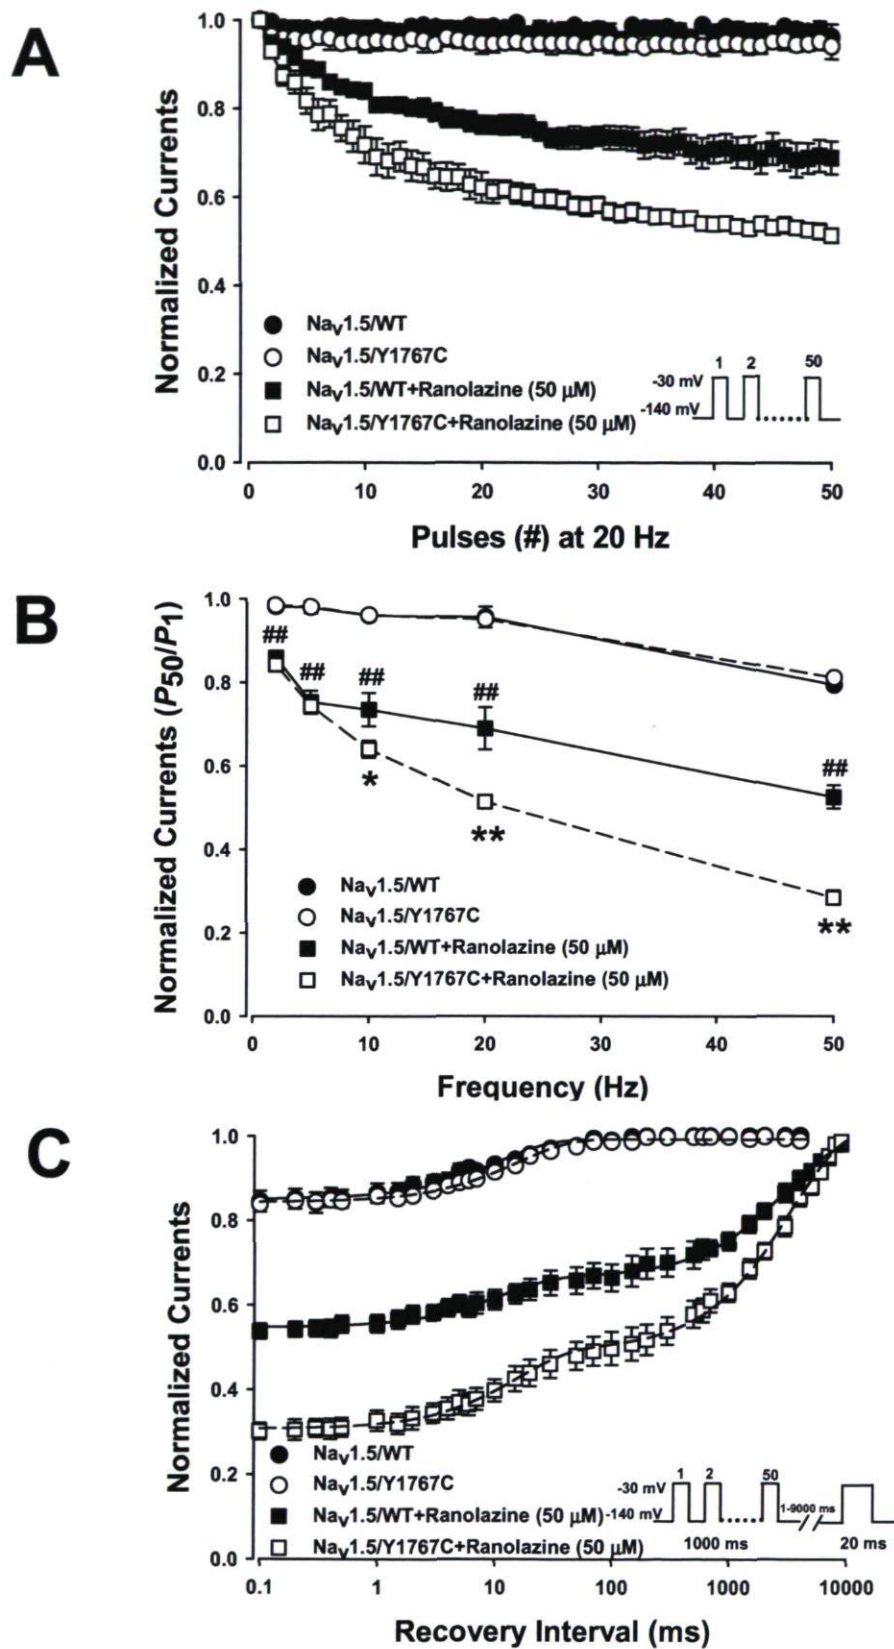 A
Normalized Currents
1.0
0.8
0.6
0.4
0.2
0.0
Nav1.5/WT
Nav1.5/Y1767C
Nav1.5/WT+Ranolazine (50 µM)
Nav1.5/Y1767C+Ranolazine (50 µM)
1 2 50
-30 mV
-140 mV
0 10 20 30 40 50
Pulses (#) at 20 Hz
B
Normalized Currents (P50/P1)
1.0
0.8
0.6
0.4
0.2
0.0
## ## ## ## ##
* ** **
Nav1.5/WT
Nav1.5/Y1767C
Nav1.5/WT+Ranolazine (50 µM)
Nav1.5/Y1767C+Ranolazine (50 µM)
0 10 20 30 40 50
Frequency (Hz)
C
Normalized Currents
1.0
0.8
0.6
0.4
0.2
0.0
Nav1.5/WT
Nav1.5/Y1767C
Nav1.5/WT+Ranolazine (50 µM)
Nav1.5/Y1767C+Ranolazine (50 µM)
1 2 50
-30 mV
-140 mV
1-9000 ms
1000 ms 20 ms
0.1 1 10 100 1000 10000
Recovery Interval (ms)